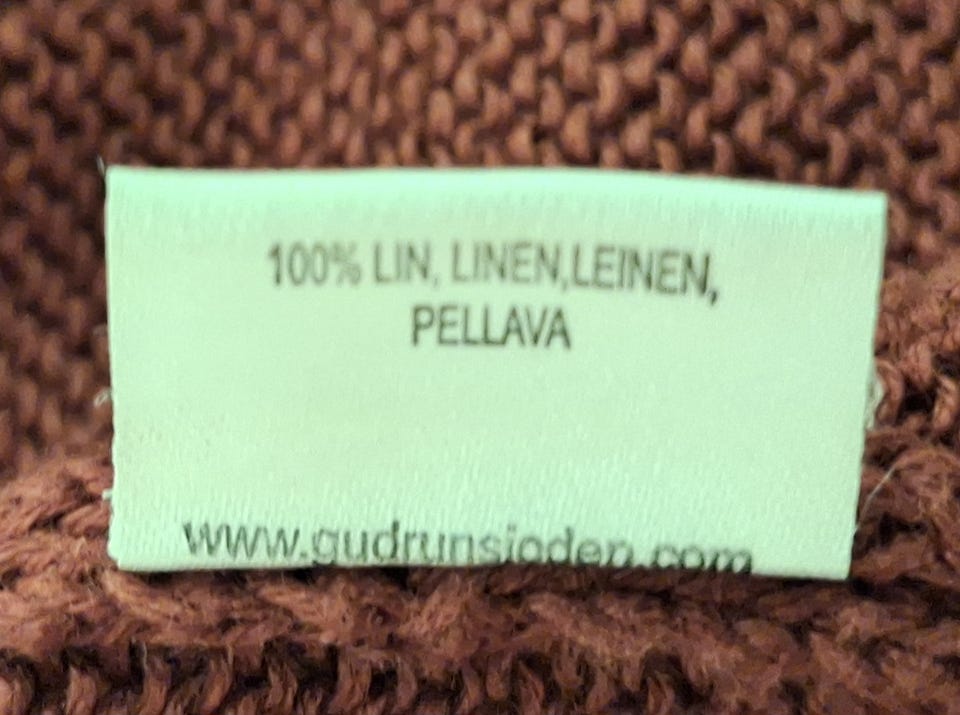 100% LIN, LINEN,LEINEN,
PELLAVA
www.gudrunsjoden.com